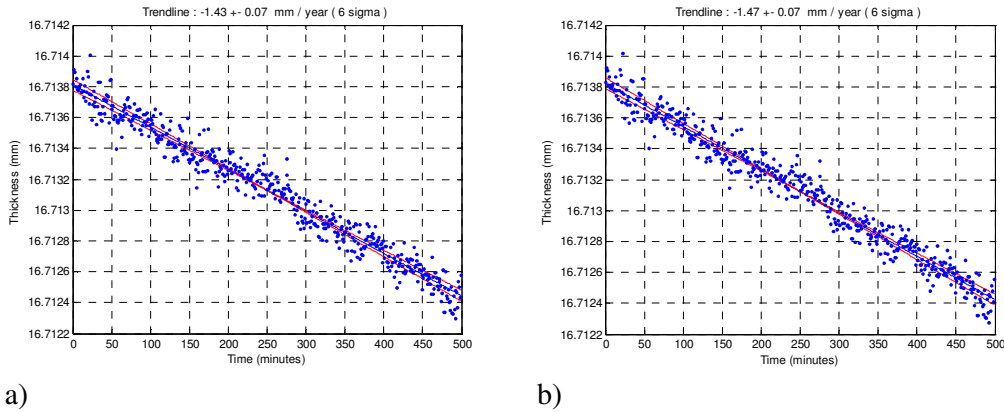 Trendline : -1.43 +- 0.07 mm / year ( 6 sigma )
16.7142
16.714
16.7138
16.7136
16.7134
16.7132
16.713
16.7128
16.7126
16.7124
16.7122
Thickness (mm)
0 50 100 150 200 250 300 350 400 450 500
Time (minutes)
a)
Trendline : -1.47 +- 0.07 mm / year ( 6 sigma )
16.7142
16.714
16.7138
16.7136
16.7134
16.7132
16.713
16.7128
16.7126
16.7124
16.7122
Thickness (mm)
0 50 100 150 200 250 300 350 400 450 500
Time (minutes)
b)